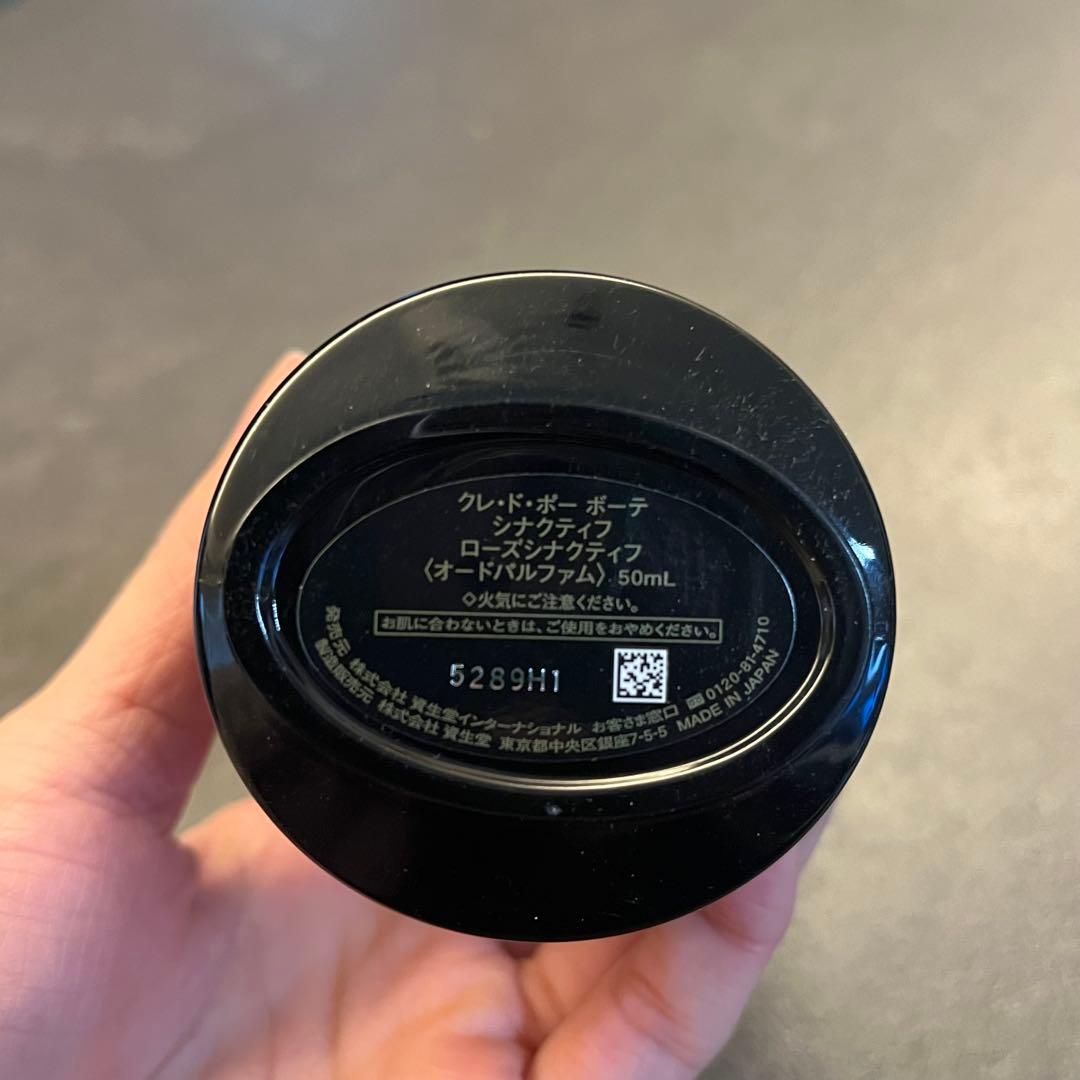 クレ・ド・ポー ボーテ
シナクティフ
ローズシナクティフ
〈オードパルファム〉 50mL
◇火気にご注意ください。
お肌に合わないときは、ご使用をおやめください。
5289H1
発売元 株式会社 資生堂インターナショナル お客さま窓口 0120-81-4710
製造販売元 株式会社 資生堂 東京都中央区銀座7-5-5 MADE IN JAPAN